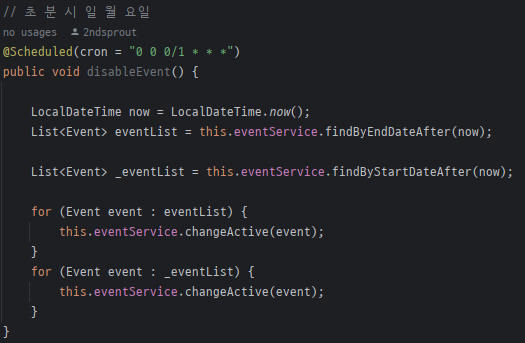 // 초 분 시 일 월 요일
no usages 2ndsprout
@Scheduled(cron = "0 0 0/1 * * *")
public void disableEvent() {
LocalDateTime now = LocalDateTime.now();
List<Event> eventList = this.eventService.findByEndDateAfter(now);
List<Event> _eventList = this.eventService.findByStartDateAfter(now);
for (Event event : eventList) {
this.eventService.changeActive(event);
}
for (Event event : _eventList) {
this.eventService.changeActive(event);
}
}